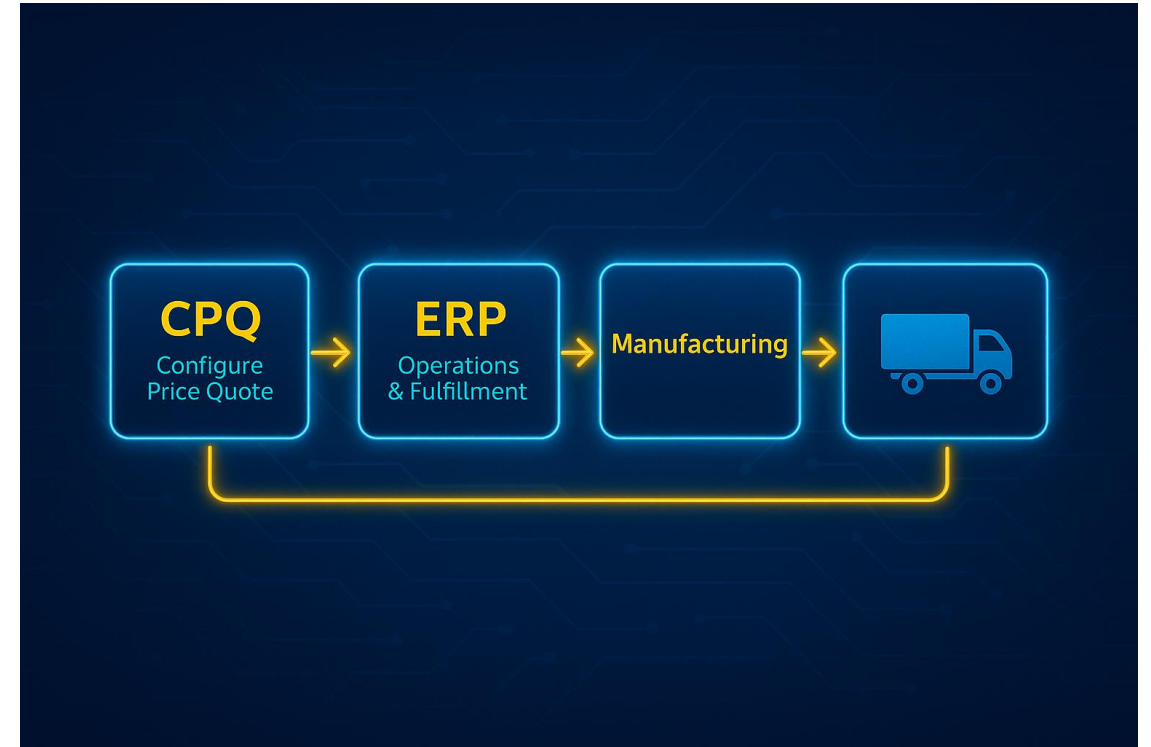 CPQ
Configure
Price Quote
ERP
Operations
& Fulfillment
Manufacturing